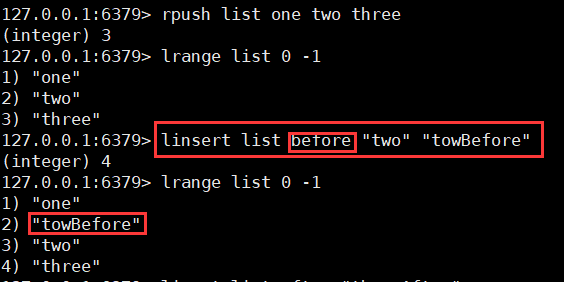 127.0.0.1:6379> rpush list one two three
(integer) 3
127.0.0.1:6379> lrange list 0 -1
1) "one"
2) "two"
3) "three"
127.0.0.1:6379> linsert list before "two" "towBefore"
(integer) 4
127.0.0.1:6379> lrange list 0 -1
1) "one"
2) "towBefore"
3) "two"
4) "three"